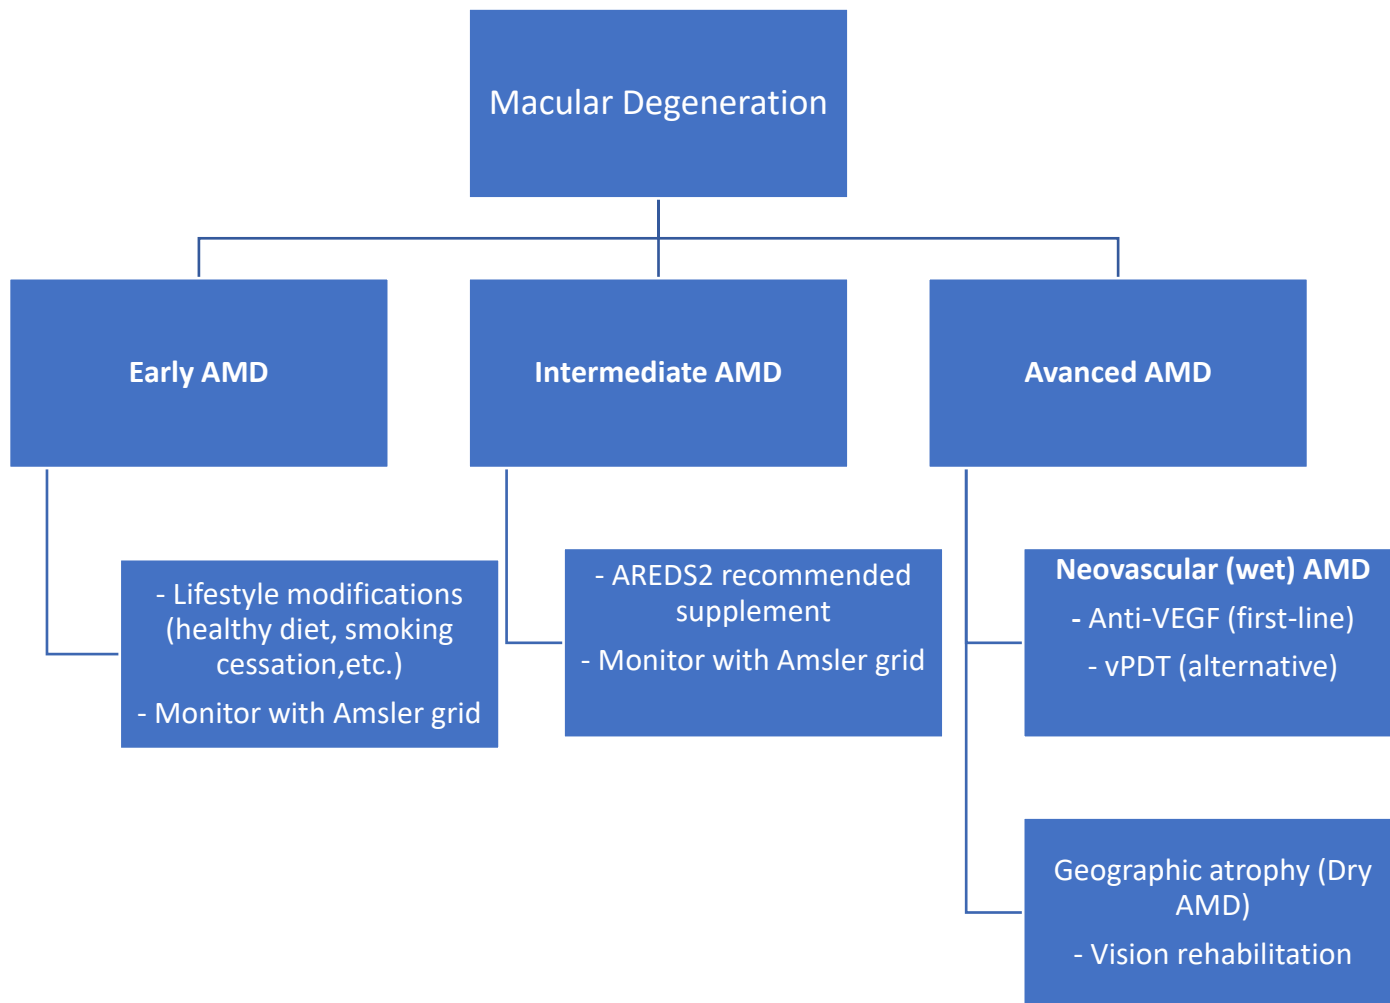 Macular Degeneration
Early AMD
Intermediate AMD
Avanced AMD
- Lifestyle modifications
(healthy diet, smoking
cessation,etc.)
- Monitor with Amsler grid
- AREDS2 recommended
supplement
- Monitor with Amsler grid
Neovascular (wet) AMD
- Anti-VEGF (first-line)
- vPDT (alternative)
Geographic atrophy (Dry
AMD)
- Vision rehabilitation